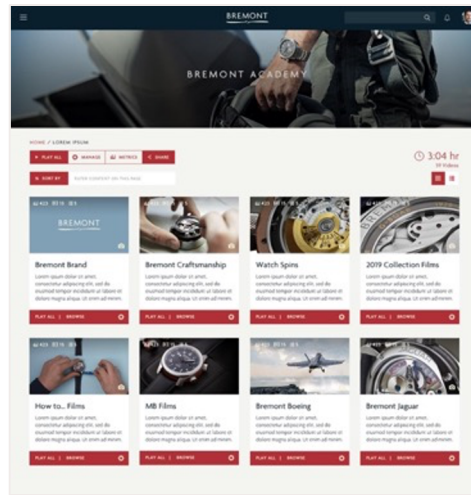 BREMONT
BREMONT ACADEMY
HOME / LOREM IPSUM
PLAY ALL MANAGE METRICS SHARE
3:04 hr
SORT BY FILTER CONTENT ON THIS PAGE
BREMONT
Bremont Brand Bremont Craftsmanship Watch Spins 2019 Collection Films
Lorem ipsum dolor sit amet, Lorem ipsum dolor sit amet, Lorem ipsum dolor sit amet, Lorem ipsum dolor sit amet,
consectetur adipiscing elit, sed do consectetur adipiscing elit, sed do consectetur adipiscing elit, sed do consectetur adipiscing elit, sed do
eiusmod tempor incididunt ut labore et eiusmod tempor incididunt ut labore et eiusmod tempor incididunt ut labore et eiusmod tempor incididunt ut labore et
dolore magna aliqua. Ut enim ad minim. dolore magna aliqua. Ut enim ad minim. dolore magna aliqua. Ut enim ad minim. dolore magna aliqua. Ut enim ad minim.
PLAY ALL | BROWSE PLAY ALL | BROWSE PLAY ALL | BROWSE PLAY ALL | BROWSE
How to... Films MB Films Bremont Boeing Bremont Jaguar
Lorem ipsum dolor sit amet, Lorem ipsum dolor sit amet, Lorem ipsum dolor sit amet, Lorem ipsum dolor sit amet,
consectetur adipiscing elit, sed do consectetur adipiscing elit, sed do consectetur adipiscing elit, sed do consectetur adipiscing elit, sed do
eiusmod tempor incididunt ut labore et eiusmod tempor incididunt ut labore et eiusmod tempor incididunt ut labore et eiusmod tempor incididunt ut labore et
dolore magna aliqua. Ut enim ad minim. dolore magna aliqua. Ut enim ad minim. dolore magna aliqua. Ut enim ad minim. dolore magna aliqua. Ut enim ad minim.
PLAY ALL | BROWSE PLAY ALL | BROWSE PLAY ALL | BROWSE PLAY ALL | BROWSE